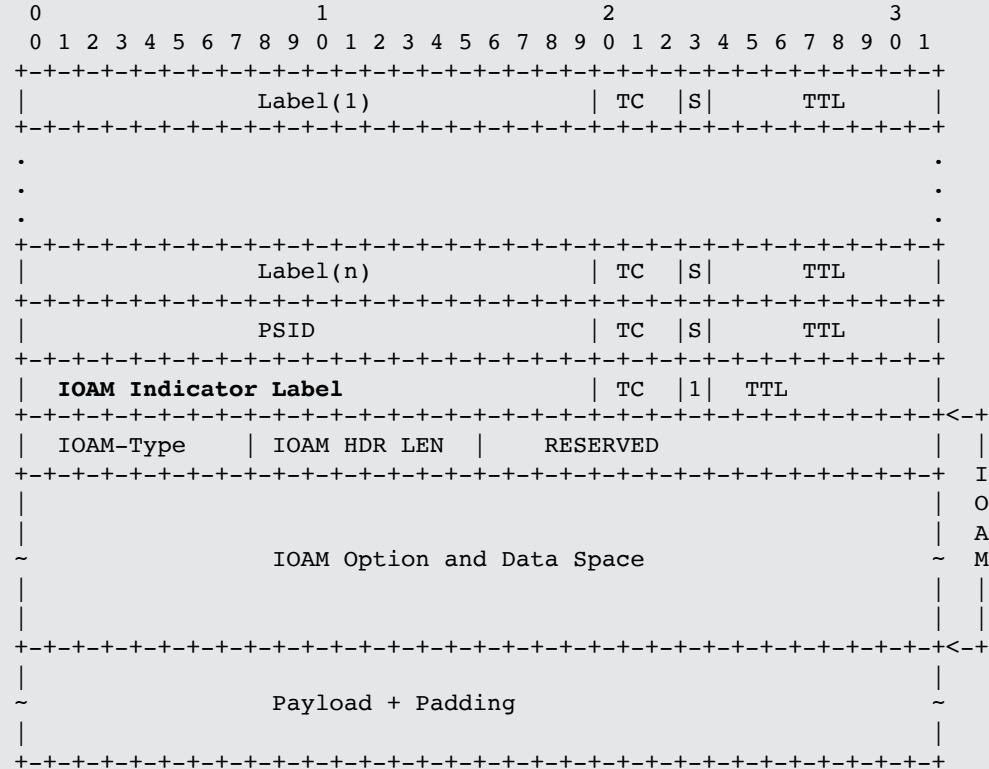 0                   1                   2                   3
 0 1 2 3 4 5 6 7 8 9 0 1 2 3 4 5 6 7 8 9 0 1 2 3 4 5 6 7 8 9 0 1
+-+-+-+-+-+-+-+-+-+-+-+-+-+-+-+-+-+-+-+-+-+-+-+-+-+-+-+-+-+-+-+-+
|                Label(1)               | TC  |S|      TTL      |
+-+-+-+-+-+-+-+-+-+-+-+-+-+-+-+-+-+-+-+-+-+-+-+-+-+-+-+-+-+-+-+-+
.                                                               .
.                                                               .
.                                                               .
+-+-+-+-+-+-+-+-+-+-+-+-+-+-+-+-+-+-+-+-+-+-+-+-+-+-+-+-+-+-+-+-+
|                Label(n)               | TC  |S|      TTL      |
+-+-+-+-+-+-+-+-+-+-+-+-+-+-+-+-+-+-+-+-+-+-+-+-+-+-+-+-+-+-+-+-+
|                PSID                   | TC  |S|      TTL      |
+-+-+-+-+-+-+-+-+-+-+-+-+-+-+-+-+-+-+-+-+-+-+-+-+-+-+-+-+-+-+-+-+
|  IOAM Indicator Label                 | TC  |1|  TTL          |
+-+-+-+-+-+-+-+-+-+-+-+-+-+-+-+-+-+-+-+-+-+-+-+-+-+-+-+-+-+-+-+-+<-+
|  IOAM-Type    | IOAM HDR LEN  |    RESERVED                   |  |
+-+-+-+-+-+-+-+-+-+-+-+-+-+-+-+-+-+-+-+-+-+-+-+-+-+-+-+-+-+-+-+-+  I
|                                                               |  O
|                                                               |  A
~                 IOAM Option and Data Space                    ~  M
|                                                               |  |
|                                                               |  |
+-+-+-+-+-+-+-+-+-+-+-+-+-+-+-+-+-+-+-+-+-+-+-+-+-+-+-+-+-+-+-+-+<-+
|                                                               |
~                 Payload + Padding                             ~
|                                                               |
+-+-+-+-+-+-+-+-+-+-+-+-+-+-+-+-+-+-+-+-+-+-+-+-+-+-+-+-+-+-+-+-+